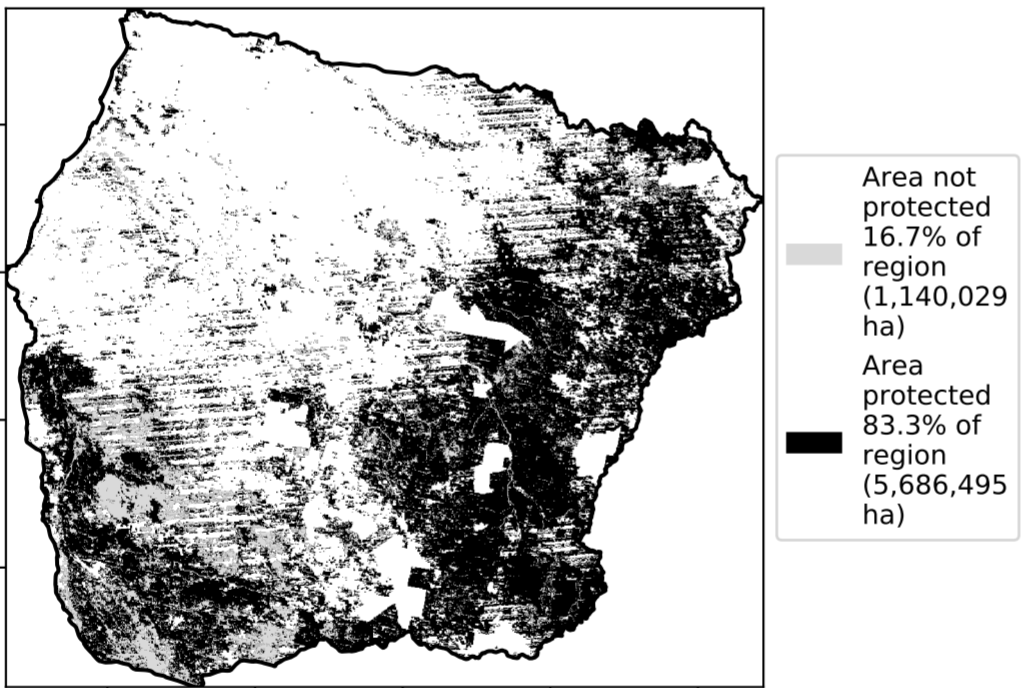 Area not
protected
16.7% of
region
(1,140,029
ha)
Area
protected
83.3% of
region
(5,686,495
ha)